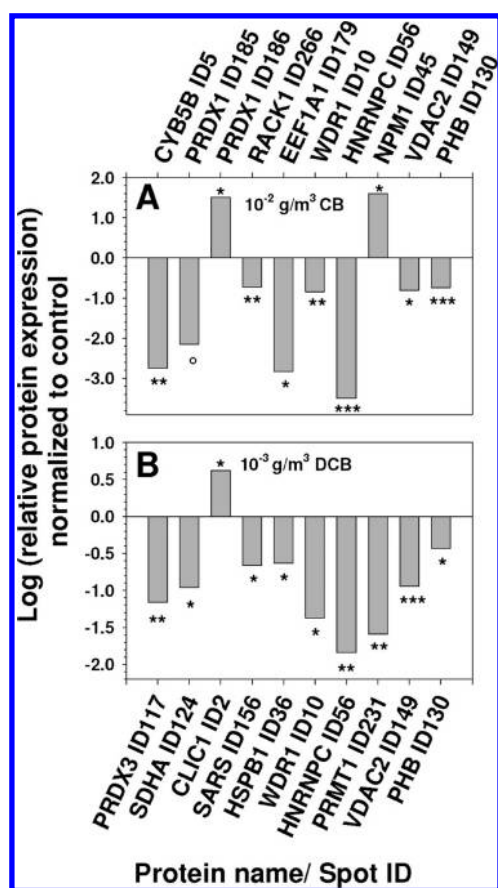 CYB5B ID5
PRDX1 ID185
PRDX1 ID186
RACK1 ID266
EEF1A1 ID179
WDR1 ID10
HNRNPC ID56
NPM1 ID45
VDAC2 ID149
PHB ID130
Log (relative protein expression)
normalized to control
A
10⁻² g/m³ CB
2.0
1.0
0.0
-1.0
-2.0
-3.0
*
*
**
**
*
***
**
°
*
***
B
10⁻³ g/m³ DCB
1.0
0.5
0.0
-0.5
-1.0
-1.5
-2.0
*
**
*
*
*
*
**
**
***
*
PRDX3 ID117
SDHA ID124
CLIC1 ID2
SARS ID156
HSPB1 ID36
WDR1 ID10
HNRNPC ID56
PRMT1 ID231
VDAC2 ID149
PHB ID130
Protein name/ Spot ID